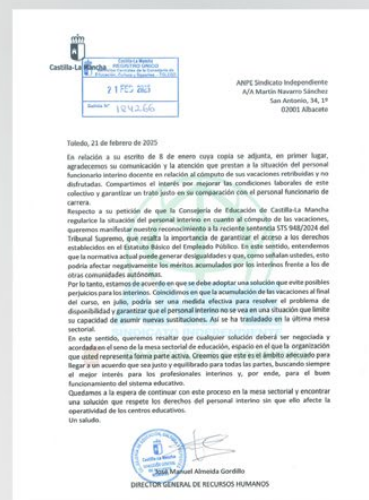 Castilla-La Mancha
Castilla-La Mancha
21 FEB 2025
Salida Nº 184266
ANPE Sindicato Independiente
A/A Martín Navarro Sánchez
San Antonio, 34, 1º
02001 Albacete
Toledo, 21 de febrero de 2025
En relación a su escrito de 8 de enero cuya copia se adjunta, en primer lugar,
agradecemos su comunicación y la atención que prestan a la situación del personal
funcionario interino docente en relación al cómputo de sus vacaciones retribuidas y no
disfrutadas. Compartimos el interés por mejorar las condiciones laborales de este
colectivo y garantizar un trato justo en su comparación con el personal funcionario de
carrera.
Respecto a su petición de que la Consejería de Educación de Castilla-La Mancha
regularice la situación del personal interino en cuanto al cómputo de las vacaciones,
queremos manifestar nuestro reconocimiento a la reciente sentencia STS 948/2024 del
Tribunal Supremo, que resalta la importancia de garantizar el acceso a los derechos
establecidos en el Estatuto Básico del Empleado Público. En este sentido, entendemos
que la normativa actual puede generar desigualdades y que, como señalan ustedes, esto
podría afectar negativamente los méritos acumulados por los interinos frente a los de
otras comunidades autónomas.
Por lo tanto, estamos de acuerdo en que se debe adoptar una solución que evite posibles
perjuicios para los interinos. Coincidimos en que la acumulación de las vacaciones al final
del curso, en julio, podría ser una medida efectiva para resolver el problema de
disponibilidad y garantizar que el personal interino no se vea en una situación que limite
su capacidad de asumir nuevas sustituciones. Así se ha trasladado en la última mesa
sectorial.
En este sentido, queremos resaltar que cualquier solución deberá ser negociada y
acordada en el seno de la mesa sectorial de educación, espacio en el que la organización
que usted representa forma parte activa. Creemos que este es el ámbito adecuado para
llegar a un acuerdo que sea justo y equilibrado para todas las partes, buscando siempre
el mejor interés para los profesionales interinos y, por ende, para el buen
funcionamiento del sistema educativo.
Quedamos a la espera de continuar con este proceso en la mesa sectorial y encontrar
una solución que respete los derechos del personal interino sin que ello afecte la
operatividad de los centros educativos.
Un saludo.
José Manuel Almeida Gordillo
DIRECTOR GENERAL DE RECURSOS HUMANOS